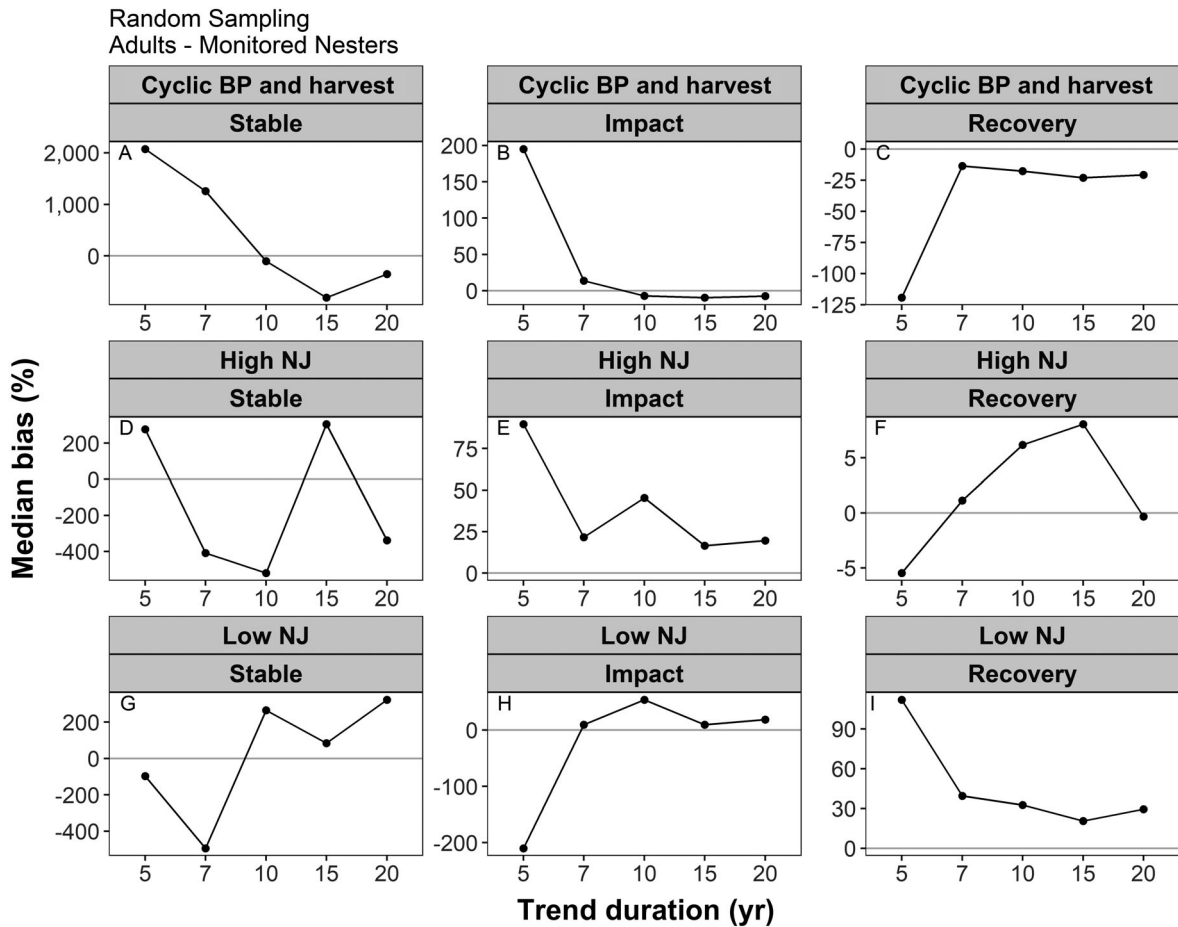 Random Sampling
Adults - Monitored Nesters
Cyclic BP and harvest
Stable
A
2,000
1,000
0
5 7 10 15 20
Cyclic BP and harvest
Impact
B
200
150
100
50
0
5 7 10 15 20
Cyclic BP and harvest
Recovery
C
0
-25
-50
-75
-100
-125
5 7 10 15 20
High NJ
Stable
D
200
0
-200
-400
5 7 10 15 20
High NJ
Impact
E
75
50
25
0
5 7 10 15 20
High NJ
Recovery
F
5
0
-5
5 7 10 15 20
Low NJ
Stable
G
200
0
-200
-400
5 7 10 15 20
Low NJ
Impact
H
0
-100
-200
5 7 10 15 20
Low NJ
Recovery
I
90
60
30
0
5 7 10 15 20
Median bias (%)
Trend duration (yr)